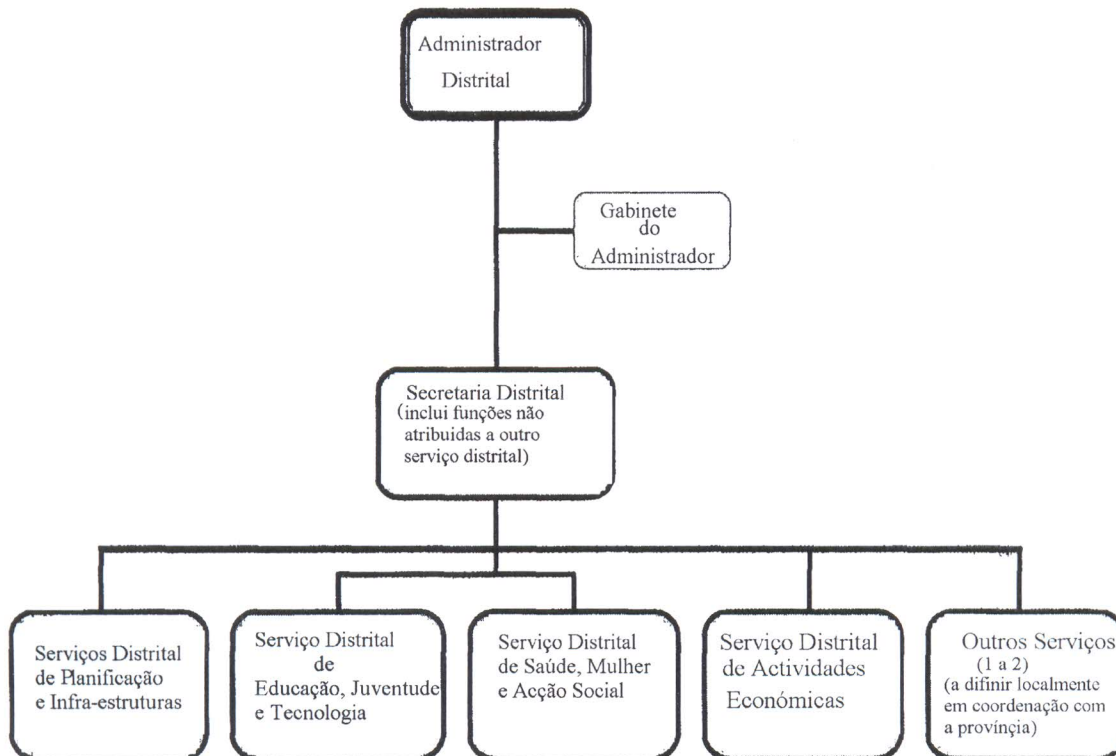 Administrador
Distrital
Gabinete
do
Administrador
Secretaria Distrital
(inclui funções não
atribuidas a outro
serviço distrital)
Serviços Distrital
de Planificação
e Infra-estruturas
Serviço Distrital
de
Educação, Juventude
e Tecnologia
Serviço Distrital
de Saúde, Mulher
e Acção Social
Serviço Distrital
de Actividades
Económicas
Outros Serviços
(1 a 2)
(a difinir localmente
em coordenação com
a provínçia)